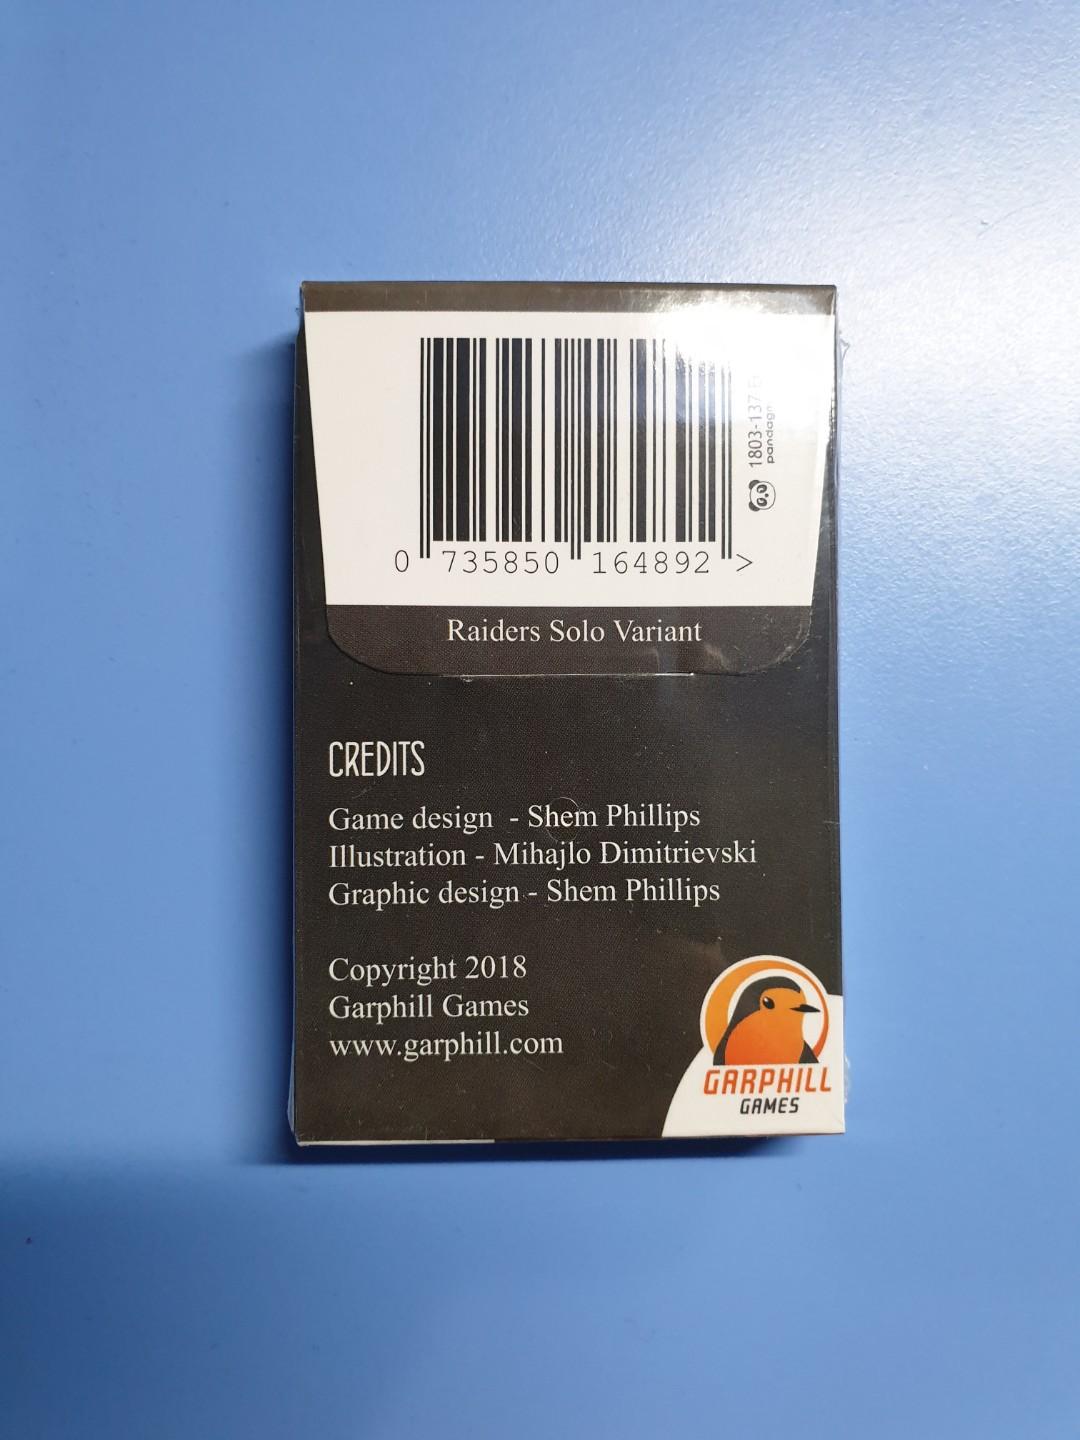 0 735850 164892 >
1803-137
Raiders Solo Variant
CREDITS
Game design - Shem Phillips
Illustration - Mihajlo Dimitrievski
Graphic design - Shem Phillips
Copyright 2018
Garphill Games
www.garphill.com
GARPHILL
GAMES